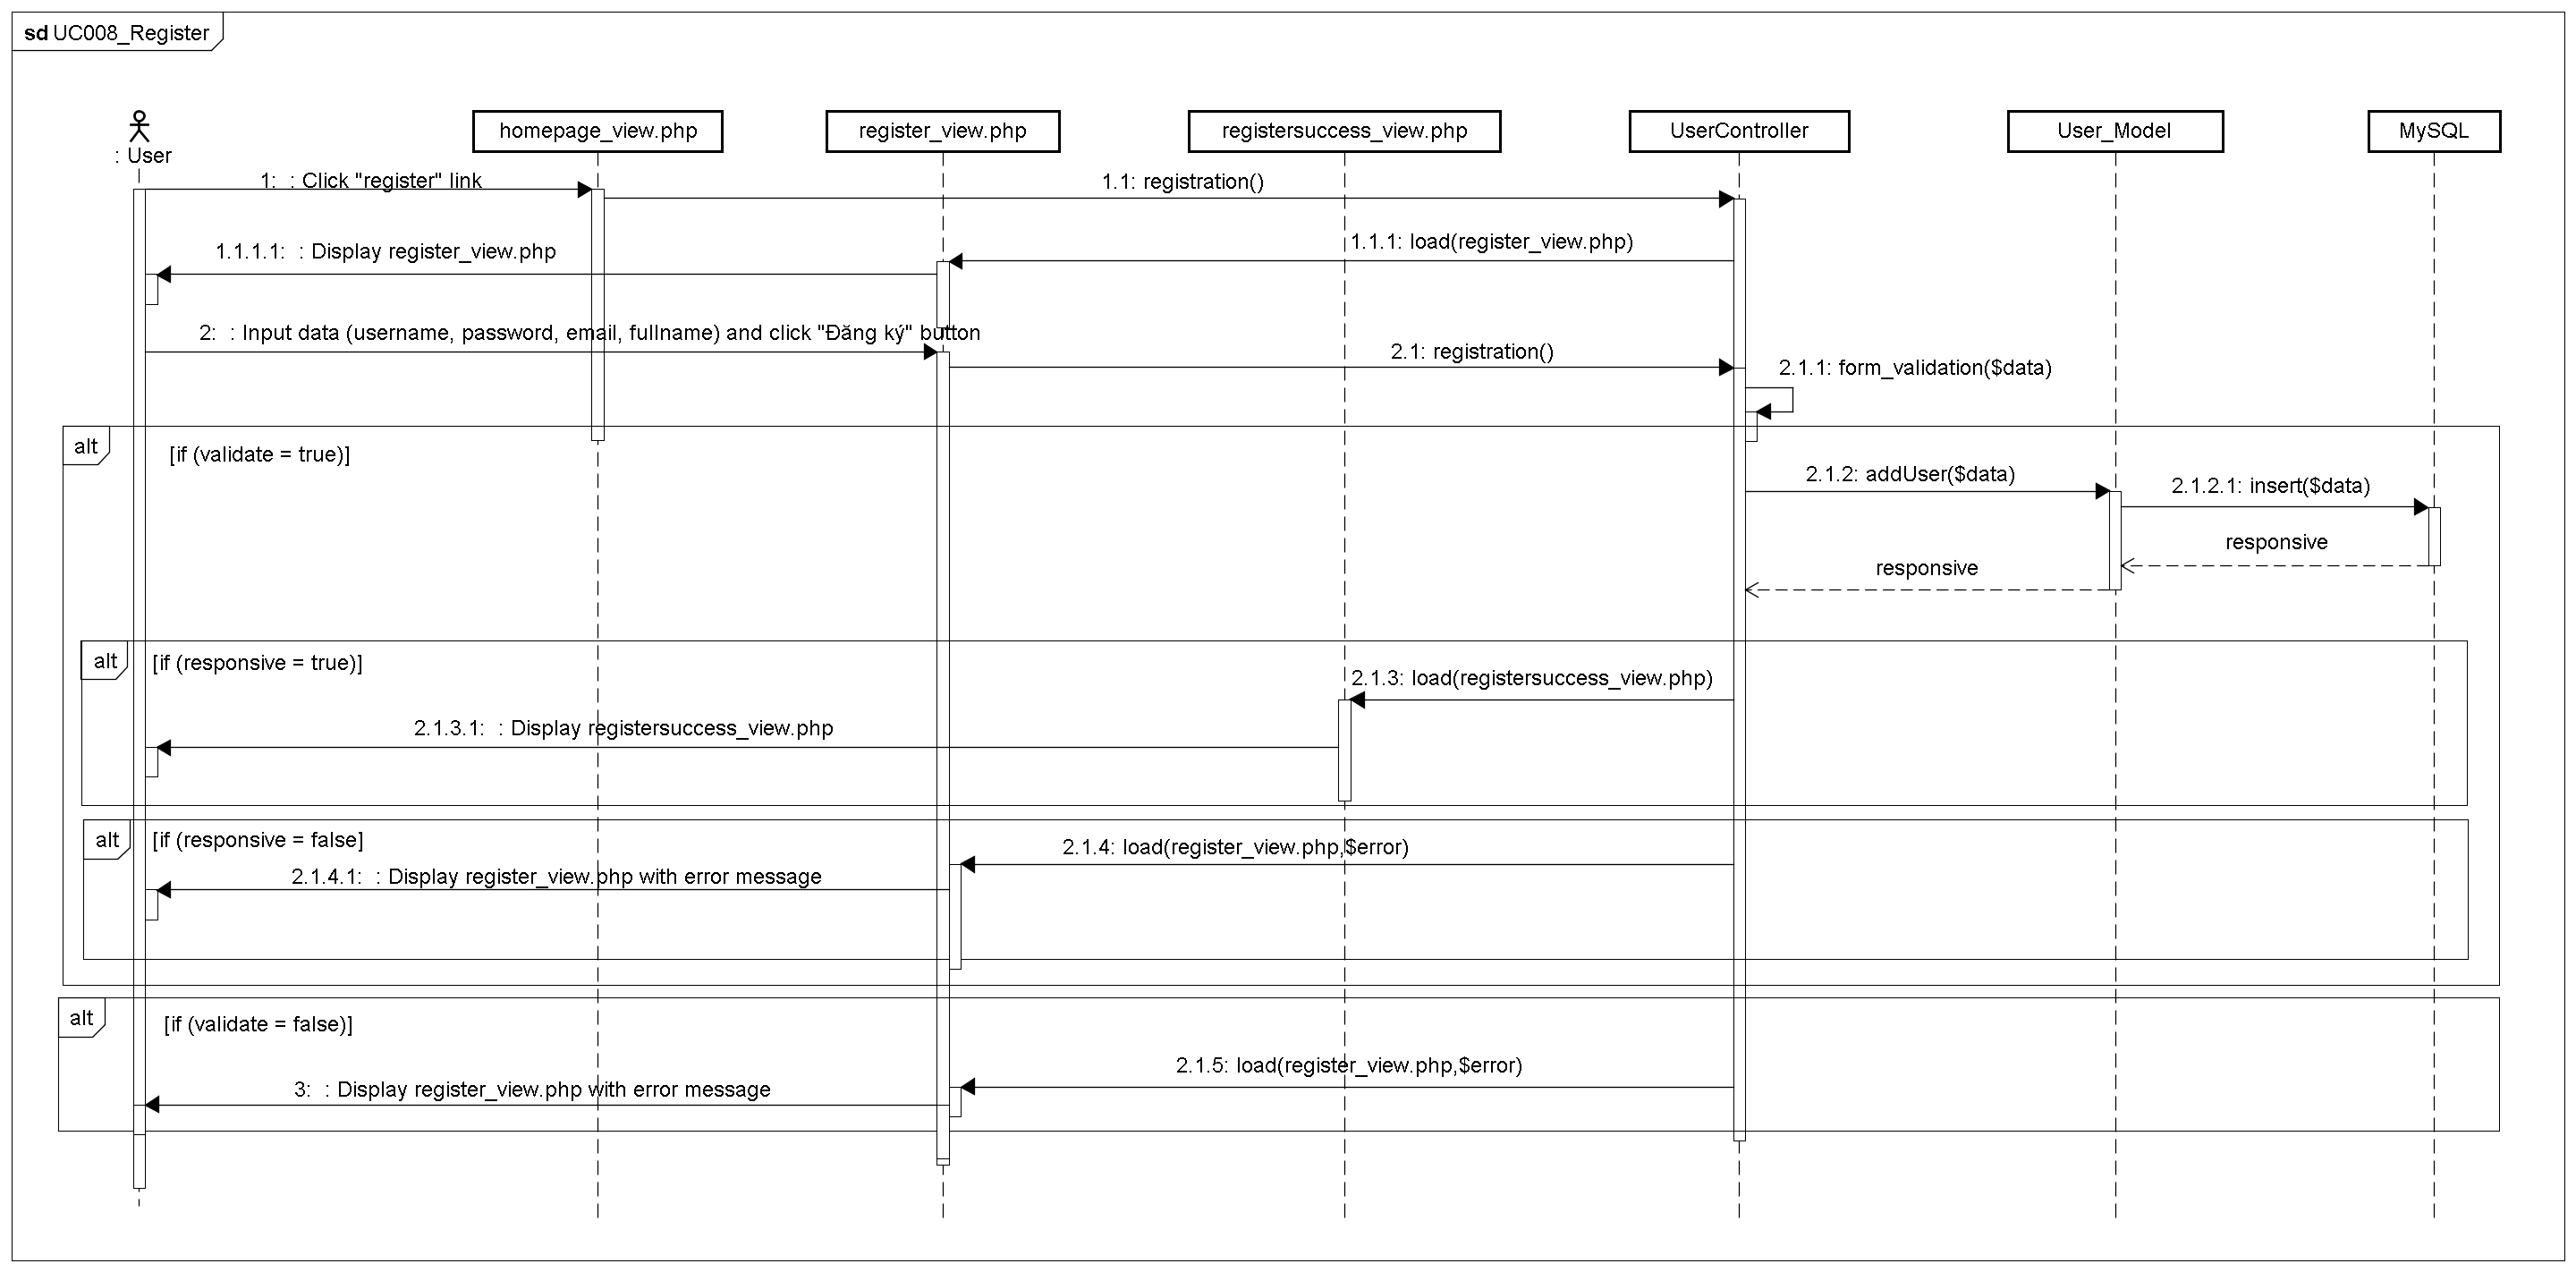 sd UC008_Register
: User
homepage_view.php
register_view.php
registersuccess_view.php
UserController
User_Model
MySQL
1:  : Click "register" link
1.1: registration()
1.1.1: load(register_view.php)
1.1.1.1:  : Display register_view.php
2:  : Input data (username, password, email, fullname) and click "Đăng ký" button
2.1: registration()
2.1.1: form_validation($data)
alt
[if (validate = true)]
2.1.2: addUser($data)
2.1.2.1: insert($data)
responsive
responsive
alt
[if (responsive = true)]
2.1.3: load(registersuccess_view.php)
2.1.3.1:  : Display registersuccess_view.php
alt
[if (responsive = false]
2.1.4: load(register_view.php,$error)
2.1.4.1:  : Display register_view.php with error message
alt
[if (validate = false)]
2.1.5: load(register_view.php,$error)
3:  : Display register_view.php with error message